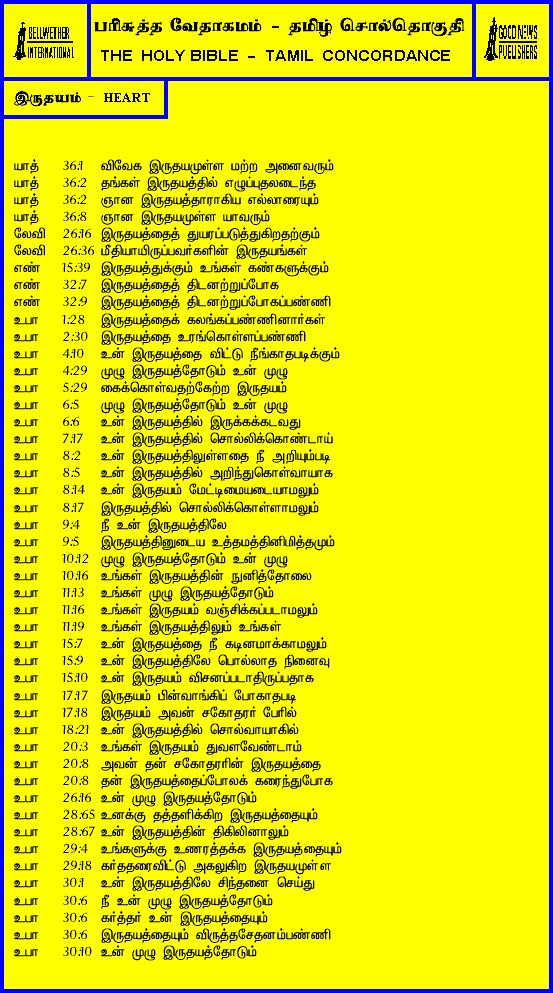 BELLWETHER
INTERNATIONAL
பரிசுத்த வேதாகமம் - தமிழ் சொல்தொகுதி
THE HOLY BIBLE - TAMIL CONCORDANCE
GOOD NEWS
PUBLISHERS
இருதயம் - HEART
யாத் 36:1 விவேக இருதயமுள்ள மற்ற அனைவரும்
யாத் 36:2 தங்கள் இருதயத்தில் எழுப்புதலடைந்த
யாத் 36:2 ஞான இருதயத்தாராகிய எல்லாரையும்
யாத் 36:8 ஞான இருதயமுள்ள யாவரும்
லேவி 26:16 இருதயத்தைத் துயரப்படுத்துகிறதற்கும்
லேவி 26:36 மீதியாயிருப்பவர்களின் இருதயங்கள்
எண் 15:39 இருதயத்துக்கும் உங்கள் கண்களுக்கும்
எண் 32:7 இருதயத்தைத் திடனற்றுப்போக
எண் 32:9 இருதயத்தைத் திடனற்றுப்போகப்பண்ணி
உபா 1:28 இருதயத்தைக் கலங்கப்பண்ணினார்கள்
உபா 2:30 இருதயத்தை உரங்கொள்ளப்பண்ணி
உபா 4:10 உன் இருதயத்தை விட்டு நீங்காதபடிக்கும்
உபா 4:29 முழு இருதயத்தோடும் உன் முழு
உபா 5:29 கைக்கொள்வதற்கேற்ற இருதயம்
உபா 6:5 முழு இருதயத்தோடும் உன் முழு
உபா 6:6 உன் இருதயத்தில் இருக்கக்கடவது
உபா 7:17 உன் இருதயத்தில் சொல்லிக்கொண்டாய்
உபா 8:2 உன் இருதயத்திலுள்ளதை நீ அறியும்படி
உபா 8:5 உன் இருதயத்தில் அறிந்துகொள்வாயாக
உபா 8:14 உன் இருதயம் மேட்டிமையடையாமலும்
உபா 8:17 இருதயத்தில் சொல்லிக்கொள்ளாமலும்
உபா 9:4 நீ உன் இருதயத்திலே
உபா 9:5 இருதயத்தினுடைய உத்தமத்தினிமித்தமும்
உபா 10:12 முழு இருதயத்தோடும் உன் முழு
உபா 10:16 உங்கள் இருதயத்தின் நுனித்தோலை
உபா 11:13 உங்கள் முழு இருதயத்தோடும்
உபா 11:16 உங்கள் இருதயம் வஞ்சிக்கப்படாமலும்
உபா 11:19 உங்கள் இருதயத்திலும் உங்கள்
உபா 15:7 உன் இருதயத்தை நீ கடினமாக்காமலும்
உபா 15:9 உன் இருதயத்திலே பொல்லாத நினைவு
உபா 15:10 உன் இருதயம் விசனப்படாதிருப்பதாக
உபா 17:17 இருதயம் பின்வாங்கிப் போகாதபடி
உபா 17:18 இருதயம் அவன் சகோதரர் பேரில்
உபா 18:21 உன் இருதயத்தில் சொல்வாயாகில்
உபா 20:3 உங்கள் இருதயம் துவளவேண்டாம்
உபா 20:8 அவன் தன் சகோதரரின் இருதயத்தை
உபா 20:8 தன் இருதயத்தைப்போலக் கரைந்துபோக
உபா 26:16 உன் முழு இருதயத்தோடும்
உபா 28:65 உனக்கு தத்தளிக்கிற இருதயத்தையும்
உபா 28:67 உன் இருதயத்தின் திகிலினாலும்
உபா 29:4 உங்களுக்கு உணரத்தக்க இருதயத்தையும்
உபா 29:18 கர்த்தரைவிட்டு அகலுகிற இருதயமுள்ள
உபா 30:1 உன் இருதயத்திலே சிந்தனை செய்து
உபா 30:6 நீ உன் முழு இருதயத்தோடும்
உபா 30:6 கர்த்தர் உன் இருதயத்தையும்
உபா 30:6 இருதயத்தையும் விருத்தசேதனம்பண்ணி
உபா 30:10 உன் முழு இருதயத்தோடும்